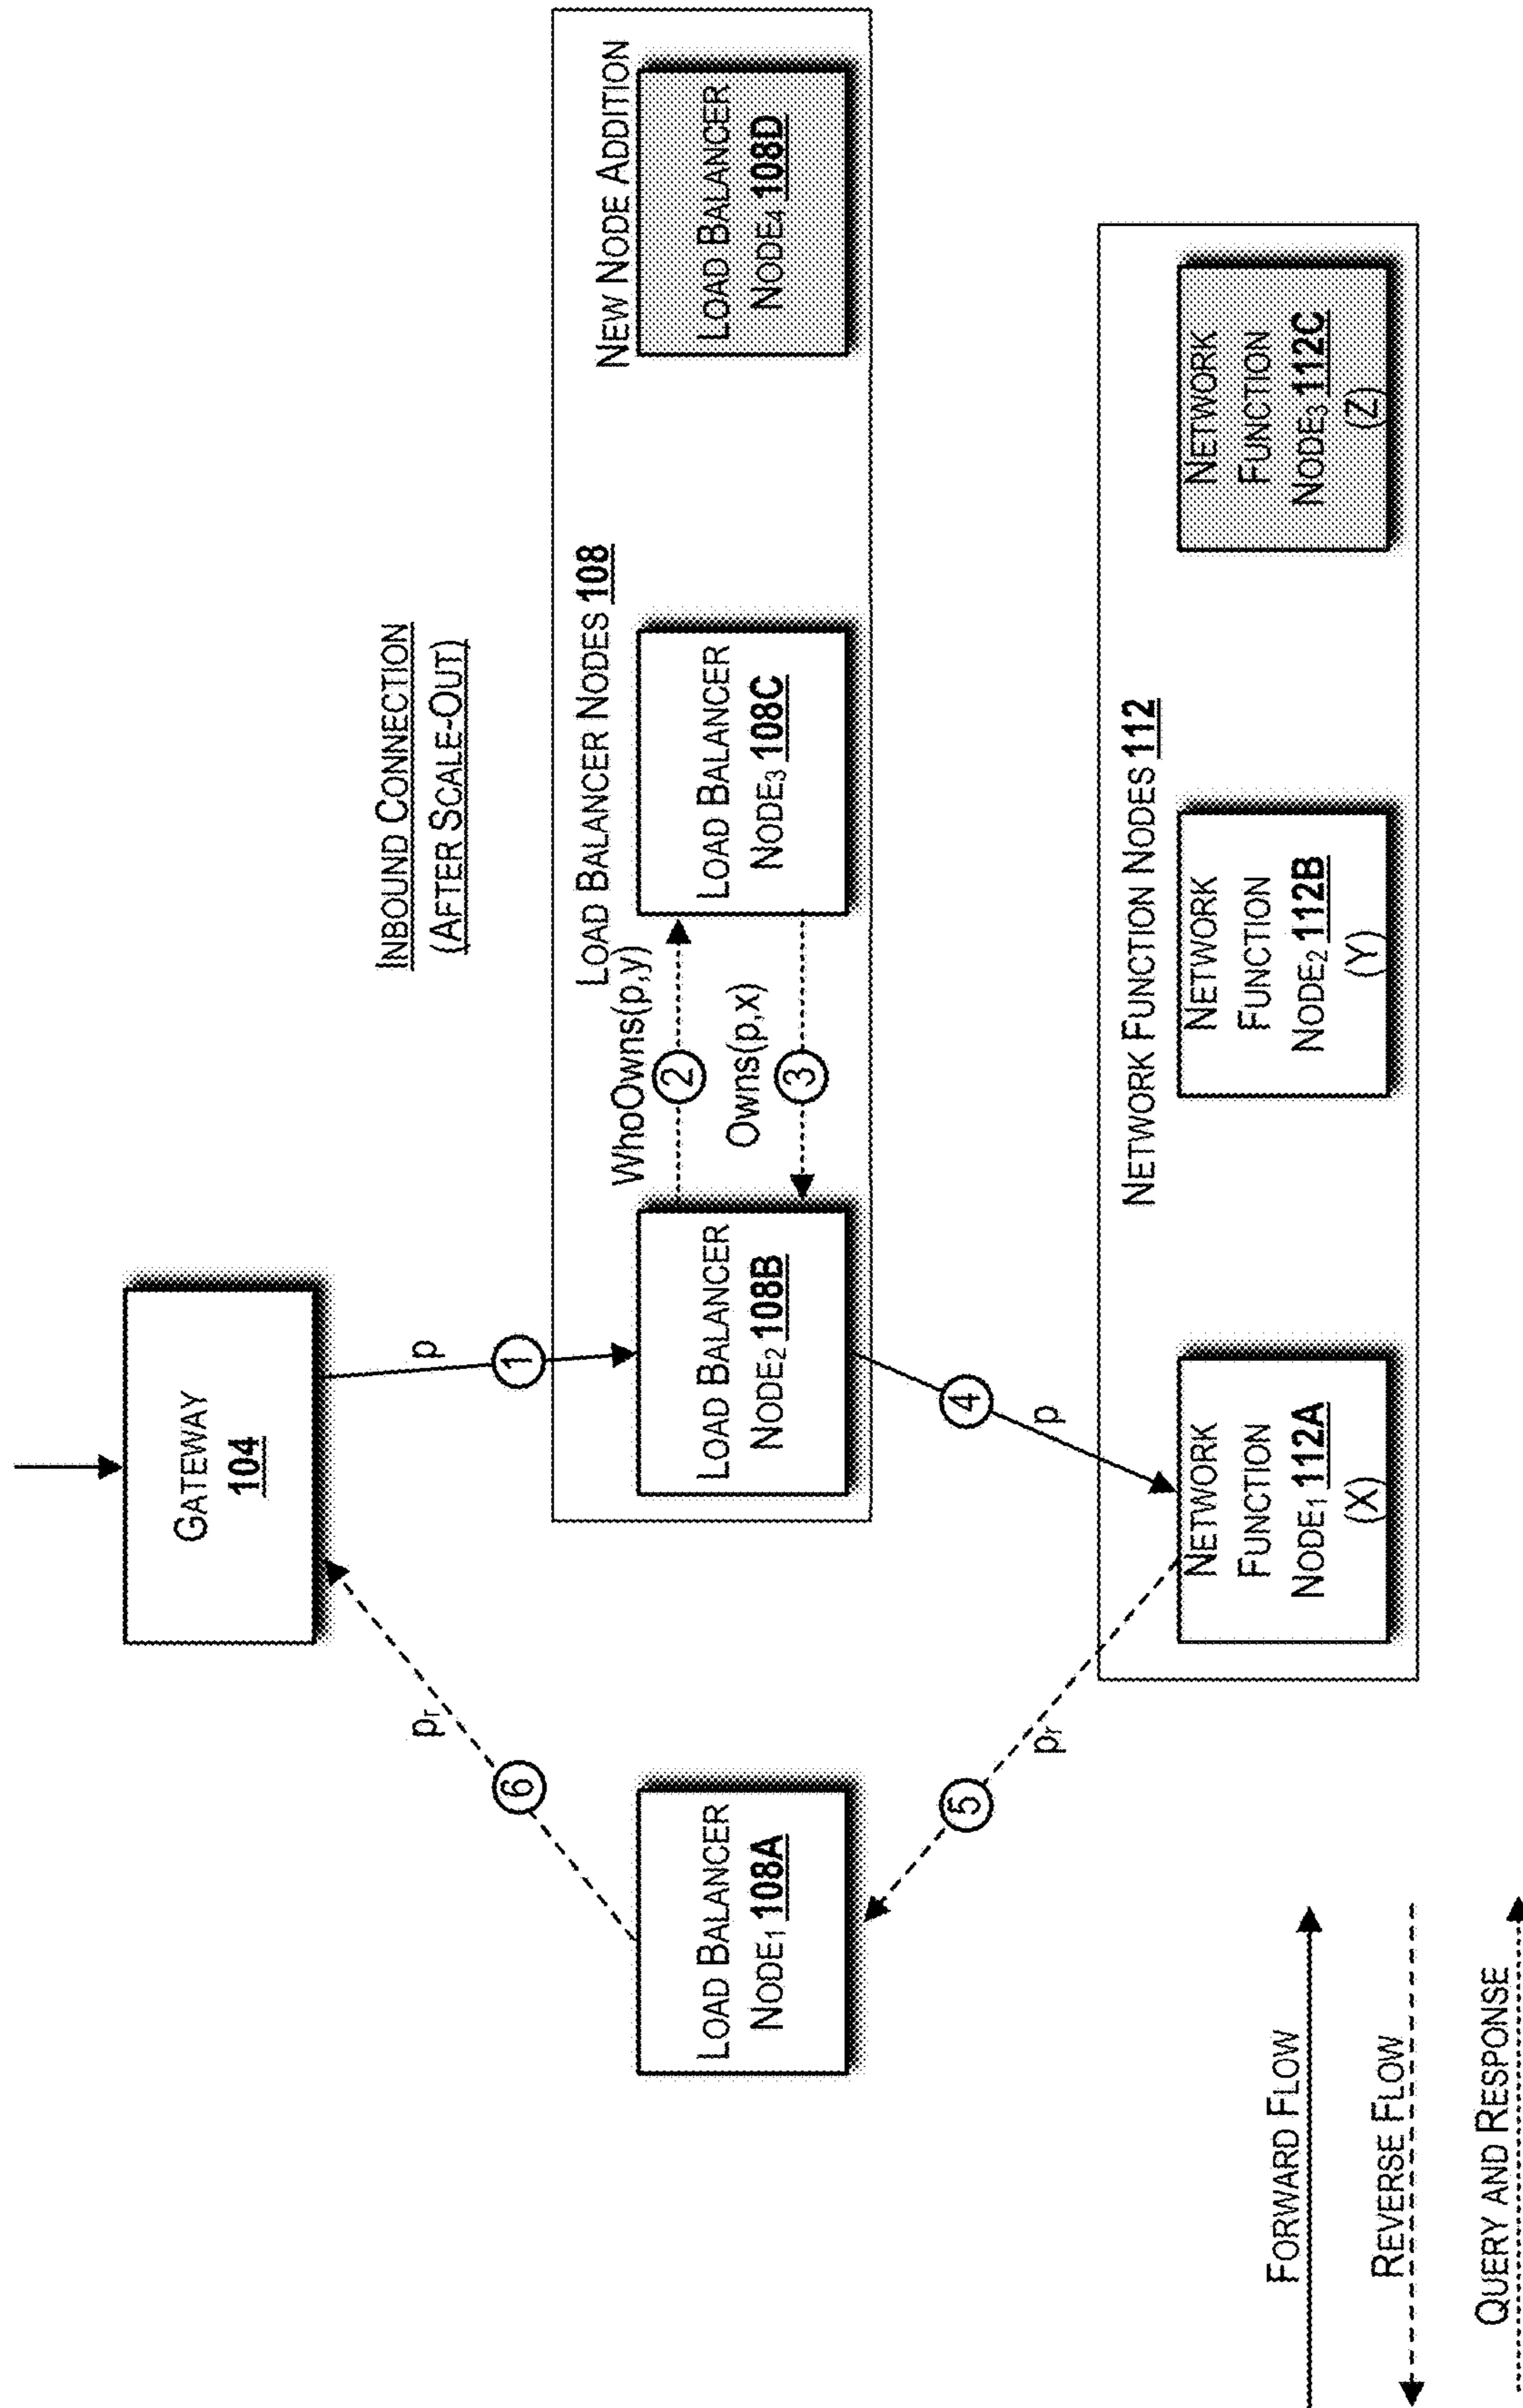 INBOUND CONNECTION
(AFTER SCALE-OUT)
GATEWAY
104
p
1
pr
6
LOAD BALANCER NODES 108
NEW NODE ADDITION
LOAD BALANCER
NODE1 108A
LOAD BALANCER
NODE2 108B
WhoOwns(p,y)
2
Owns(p,x)
3
LOAD BALANCER
NODE3 108C
LOAD BALANCER
NODE4 108D
5
pr
4
p
NETWORK FUNCTION NODES 112
NETWORK
FUNCTION
NODE1 112A
(X)
NETWORK
FUNCTION
NODE2 112B
(Y)
NETWORK
FUNCTION
NODE3 112C
(Z)
FORWARD FLOW
REVERSE FLOW
QUERY AND RESPONSE